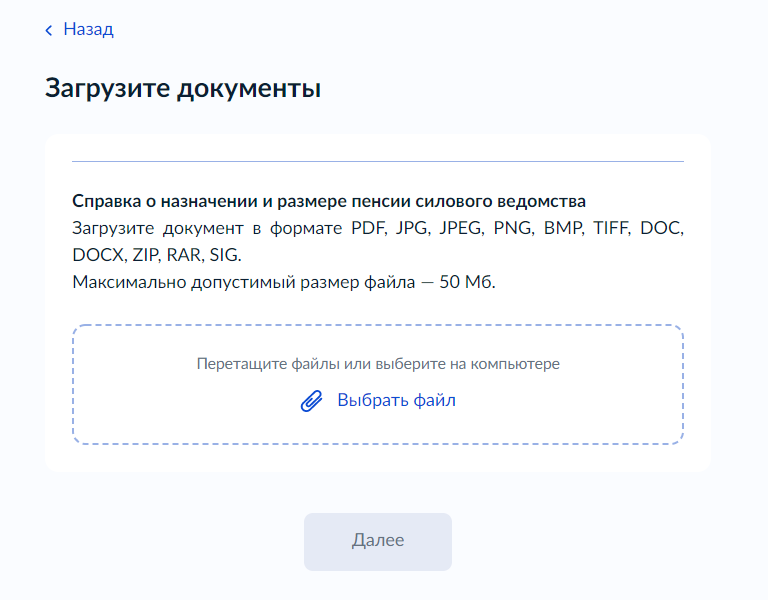 Назад
Загрузите документы
Справка о назначении и размере пенсии силового ведомства
Загрузите документ в формате PDF, JPG, JPEG, PNG, BMP, TIFF, DOC,
DOCX, ZIP, RAR, SIG.
Максимально допустимый размер файла — 50 Мб.
Перетащите файлы или выберите на компьютере
Выбрать файл
Далее